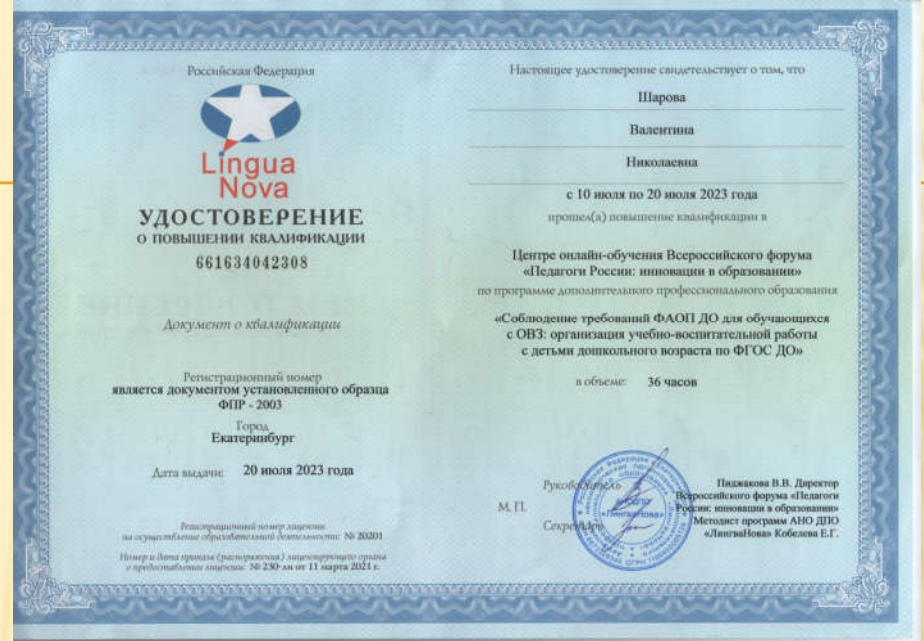 Российская Федерация
Lingua
Nova
УДОСТОВЕРЕНИЕ
О ПОВЫШЕНИИ КВАЛИФИКАЦИИ
661634042308
Документ о квалификации
Регистрационный номер
является документом установленного образца
ФПР - 2003
Город
Екатеринбург
Дата выдачи: 20 июля 2023 года
Регистрационный номер лицензии
на осуществление образовательной деятельности: № 20201
Номер и дата приказа (распоряжения) лицензирующего органа
о предоставлении лицензии: № 230-ли от 11 марта 2021 г.
Настоящее удостоверение свидетельствует о том, что
Шарова
Валентина
Николаевна
с 10 июля по 20 июля 2023 года
прошел(а) повышение квалификации в
Центре онлайн-обучения Всероссийского форума
«Педагоги России: инновации в образовании»
по программе дополнительного профессионального образования
«Соблюдение требований ФАОП ДО для обучающихся
с ОВЗ: организация учебно-воспитательной работы
с детьми дошкольного возраста по ФГОС ДО»
в объеме: 36 часов
Руководитель
М. П.
Секретарь
Пиджакова В.В. Директор
Всероссийского форума «Педагоги
России: инновации в образовании»
Методист программ АНО ДПО
«ЛингваНова» Кобелева Е.Г.
«ЛингваНова»